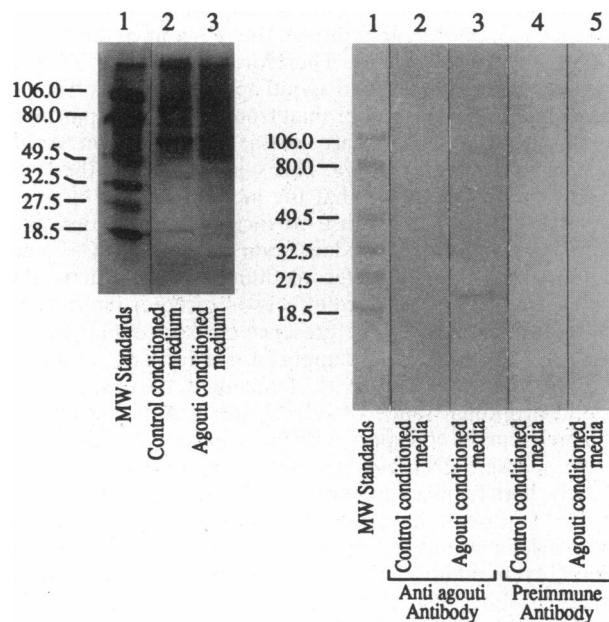 1 2 3
106.0
80.0
49.5
32.5
27.5
18.5
MW Standards
Control conditioned
medium
Agouti conditioned
medium
1 2 3 4 5
106.0
80.0
49.5
32.5
27.5
18.5
MW Standards
Control conditioned
media
Agouti conditioned
media
Control conditioned
media
Agouti conditioned
media
Anti agouti
Antibody
Preimmune
Antibody